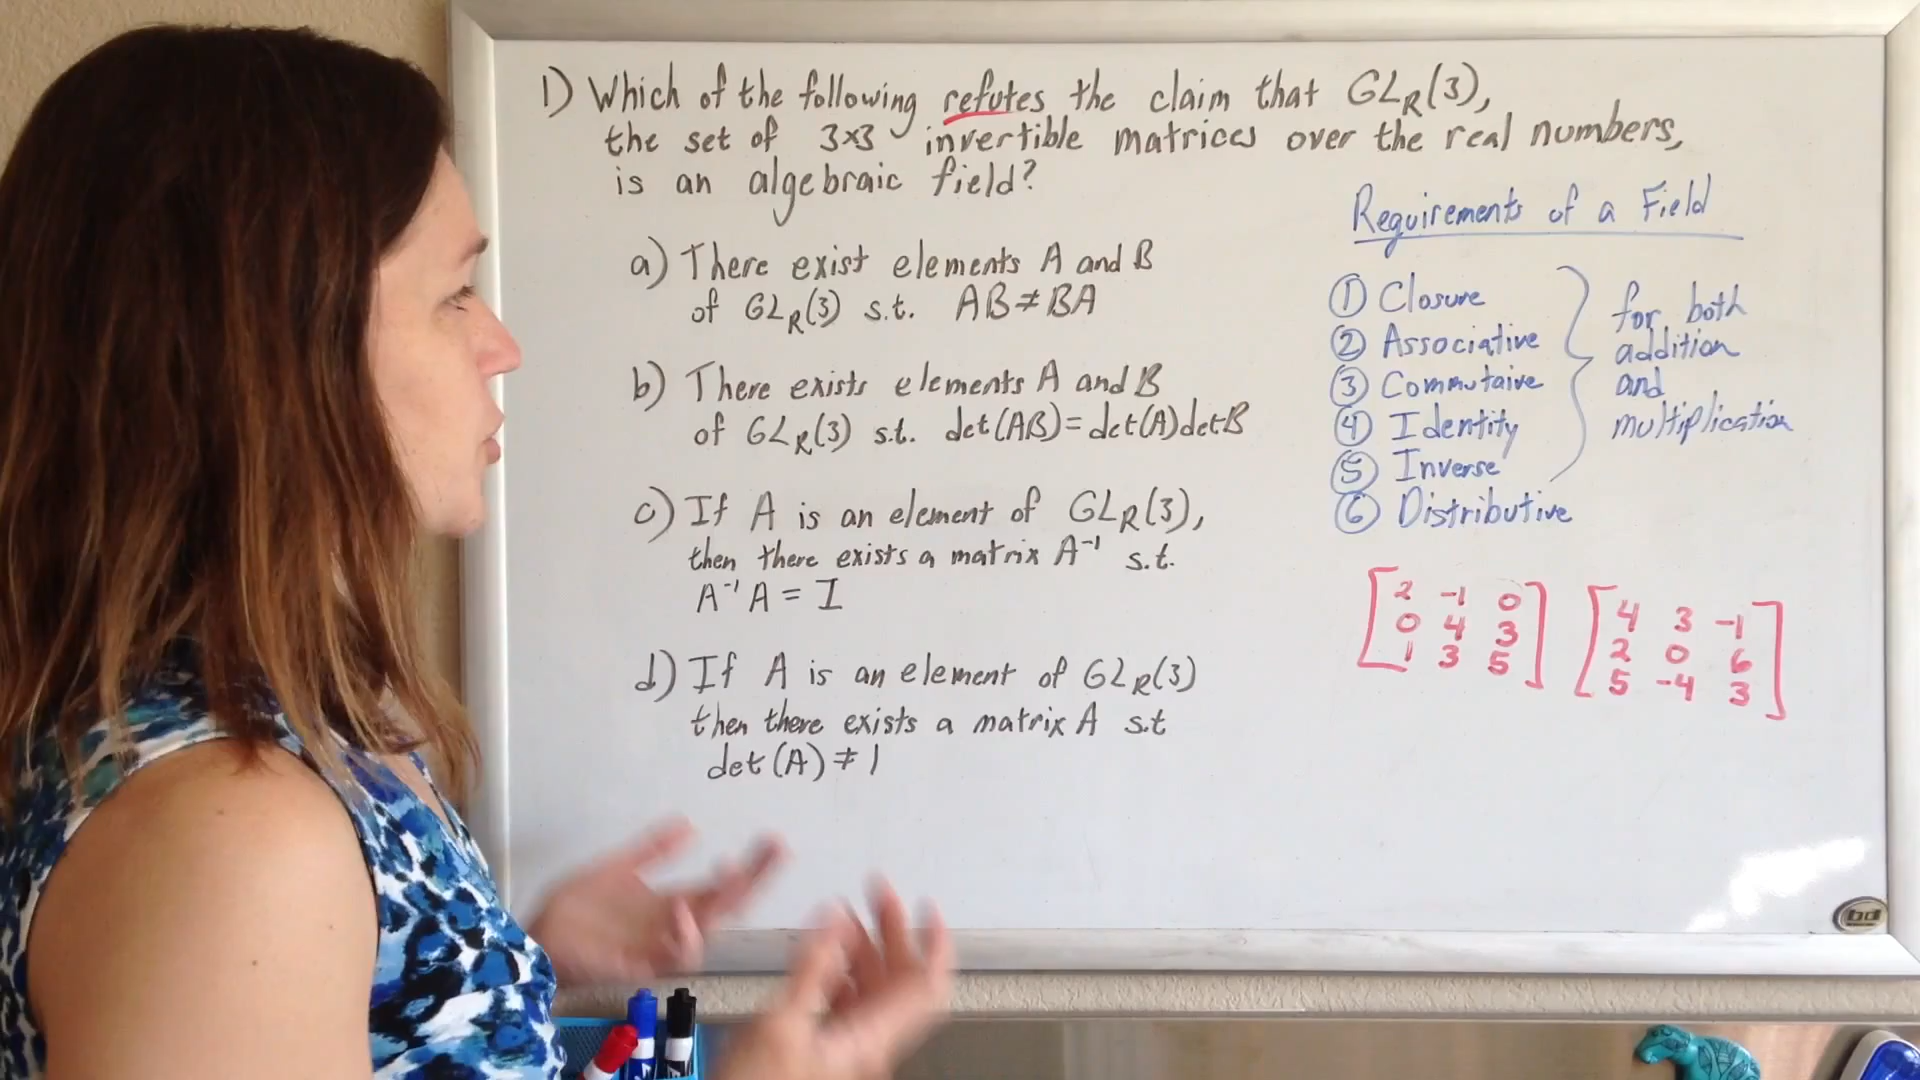 1) Which of the following refutes the claim that GL_R(3),
the set of 3x3 invertible matrices over the real numbers,
is an algebraic field?
a) There exist elements A and B
of GL_R(3) s.t. AB≠BA
b) There exists elements A and B
of GL_R(3) s.t. det(AB)=det(A)detB
c) If A is an element of GL_R(3),
then there exists a matrix A⁻¹ s.t.
A⁻¹A = I
d) If A is an element of GL_R(3)
then there exists a matrix A s.t
det(A)≠1
Requirements of a Field
① Closure
② Associative
③ Commutaive
④ Identity
⑤ Inverse
⑥ Distributive
for both
addition
and
multiplication
2 -1 0
0 4 3
1 3 5
4 3 -1
2 0 6
5 -4 3
bd